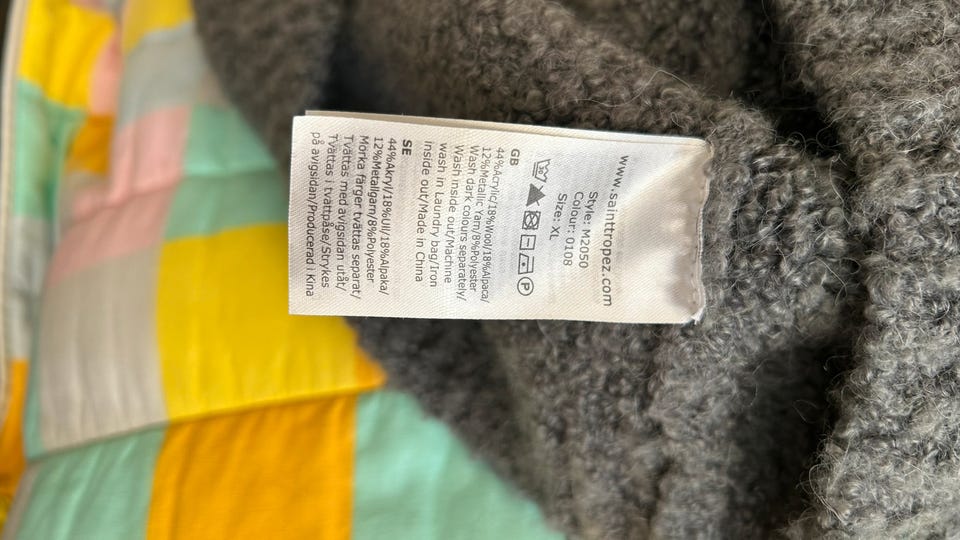 www.sainttropez.com
Style: M2050
Colour: 0108
Size: XL
P
GB
44%Acrylic/18%Wool/18%Alpaca/
12%Metallic Yarn/8%Polyester
Wash dark colours separately/
Wash inside out/Machine
wash in Laundry bag/Iron
inside out/Made in China
SE
44%Akryl/18%Ull/18%Alpaka/
12%Metallgarn/8%Polyester
Mörka färger tvättas separat/
Tvättas med avigsidan utåt/
Tvättas i tvättpåse/Strykes
på avigsidan/Producerad i Kina